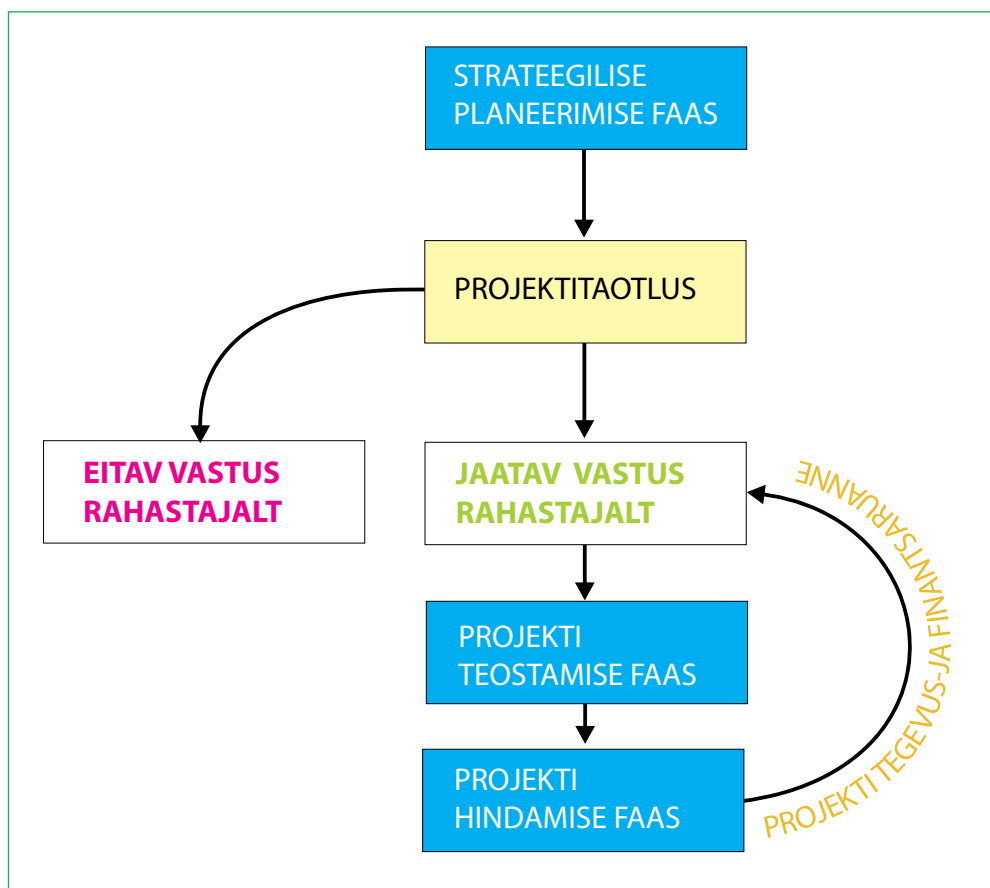 STRATEEGILISE
PLANEERIMISE FAAS
PROJEKTITAOTLUS
EITAV VASTUS
RAHASTAJALT
JAATAV VASTUS
RAHASTAJALT
PROJEKTI
TEOSTAMISE FAAS
PROJEKTI
HINDAMISE FAAS
PROJEKTI TEGEVUS-JA FINANTSARUANNE